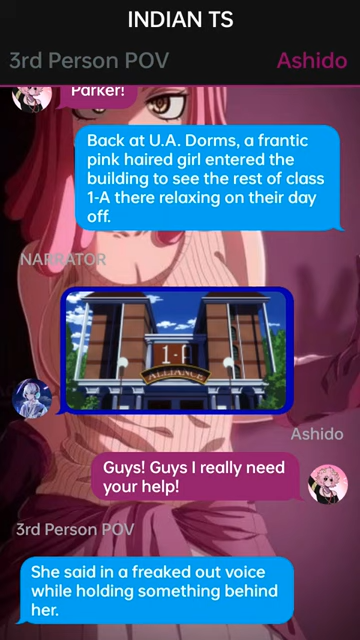 INDIAN TS
3rd Person POV
Ashido
Parker!
Back at U.A. Dorms, a frantic
pink haired girl entered the
building to see the rest of class
1-A there relaxing on their day
off.
NARRATOR
ALLIANCE
Ashido
Guys! Guys I really need
your help!
3rd Person POV
She said in a freaked out voice
while holding something behind
her.